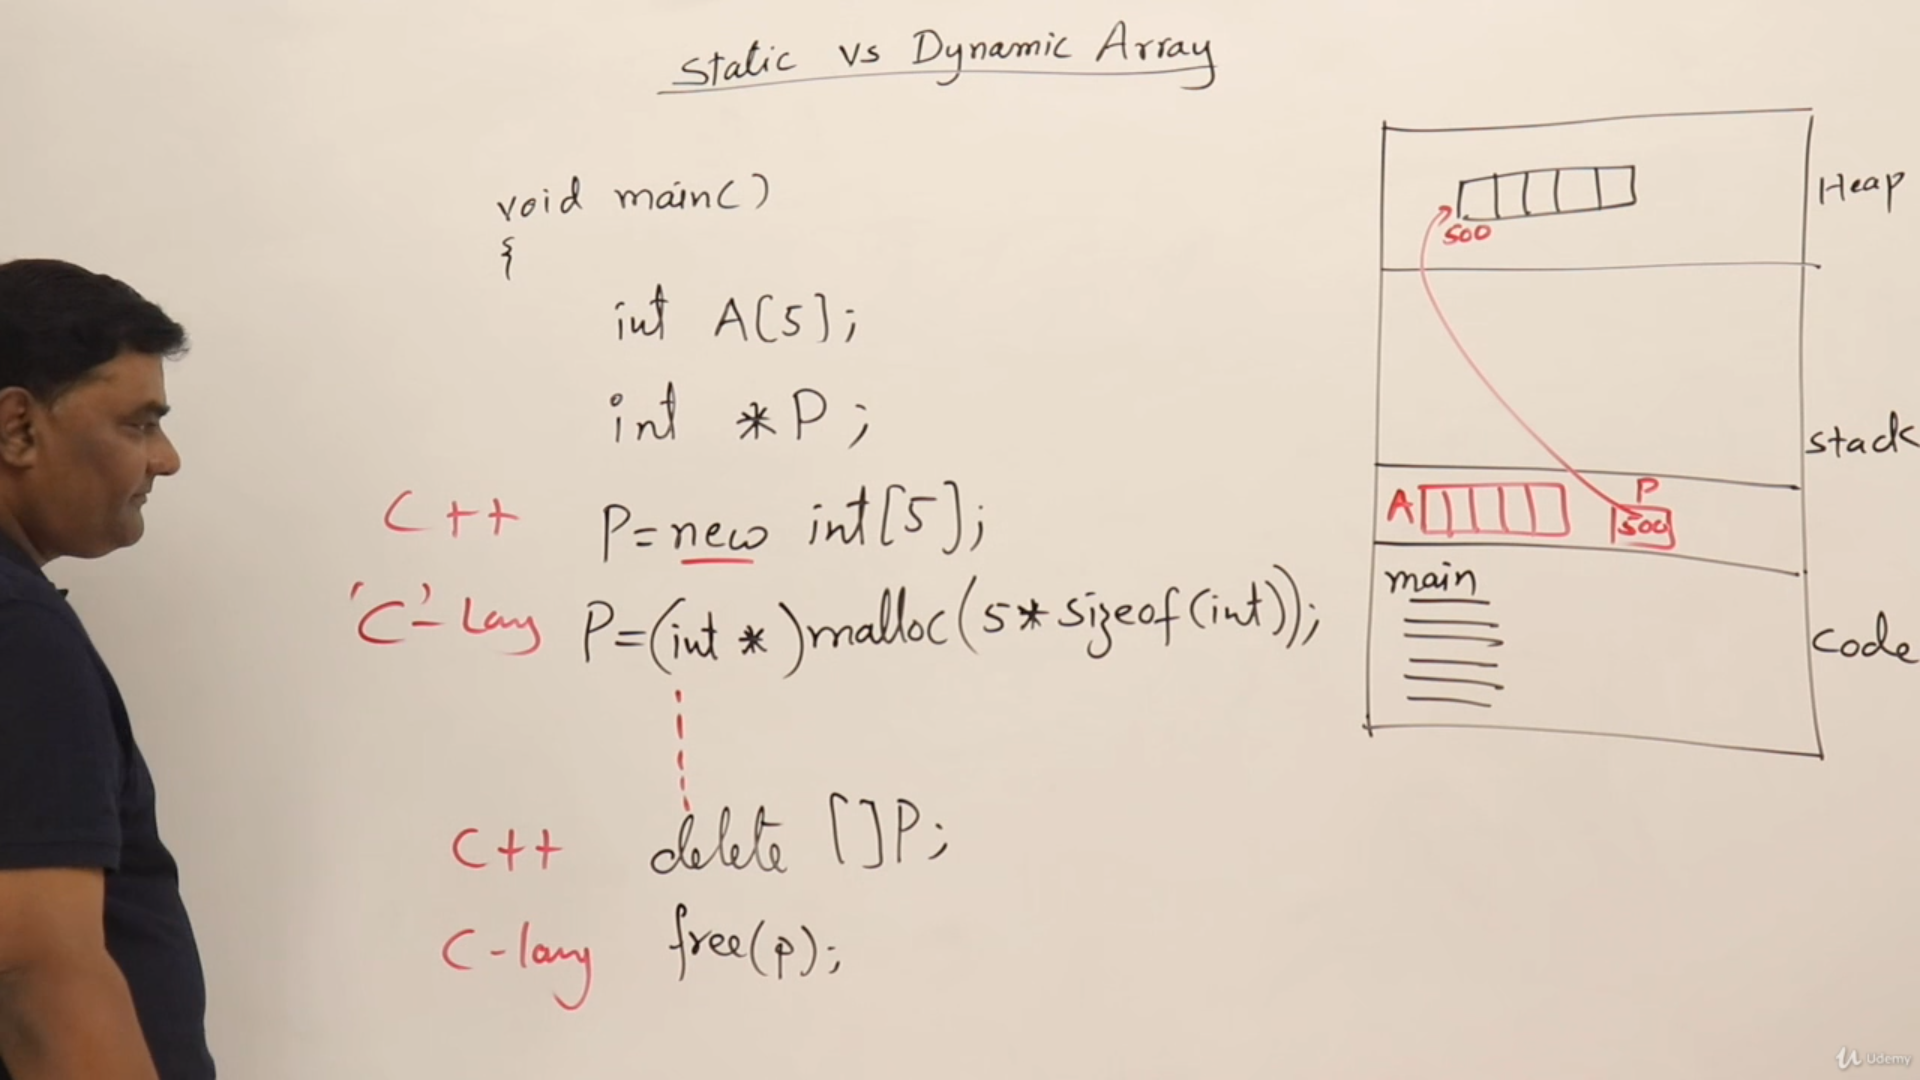 Static vs Dynamic Array
void main()
{
int A[5];
int *P;
C++ P=new int[5];
'C'-Lang P=(int *)malloc(5*sizeof(int));
C++ delete []P;
C-lang free(p);
Heap
500
stack
A P
500
main
code
Udemy